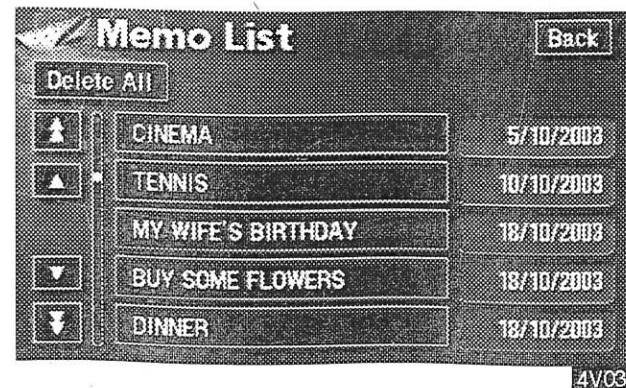 Memo List Back
Delete All
CINEMA 5/10/2003
TENNIS 10/10/2003
MY WIFE'S BIRTHDAY 18/10/2003
BUY SOME FLOWERS 18/10/2003
DINNER 18/10/2003
4V03